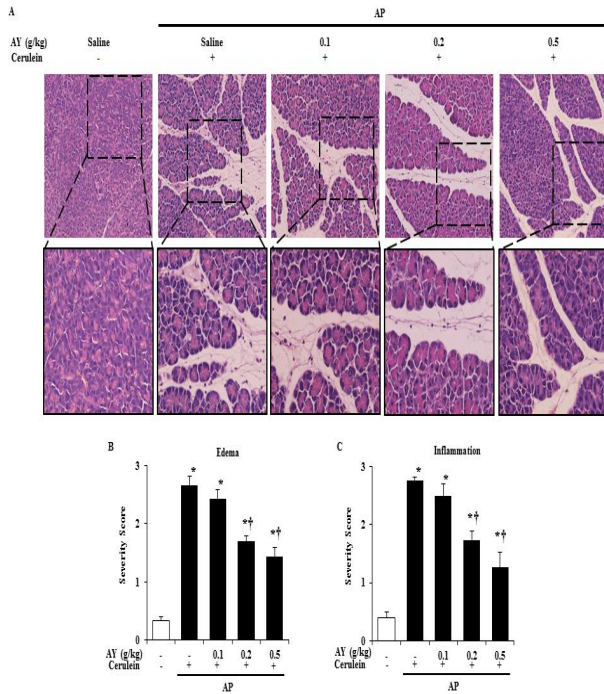 A
AP
AY (g/kg) Saline Saline 0.1 0.2 0.5
Cerulein - + + + +
B
Edema
Severity Score
3
2
1
0
* * *† *†
AY (g/kg) - - 0.1 0.2 0.5
Cerulein - + + + +
AP
C
Inflammation
Severity Score
3
2
1
0
* * *† *†
AY (g/kg) - - 0.1 0.2 0.5
Cerulein - + + + +
AP